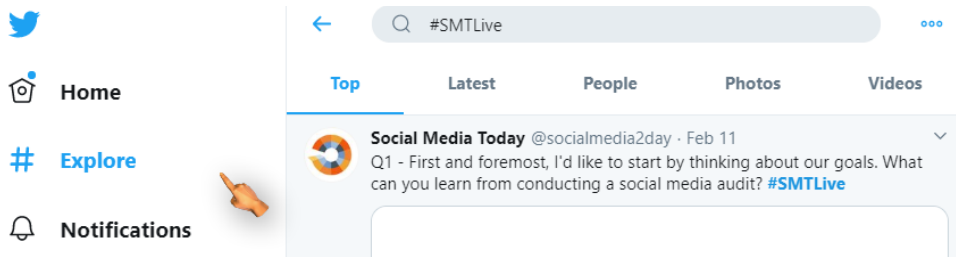 #SMTLive
Home
Top Latest People Photos Videos
Social Media Today @socialmedia2day · Feb 11
Explore
Q1 - First and foremost, I'd like to start by thinking about our goals. What
can you learn from conducting a social media audit? #SMTLive
Notifications